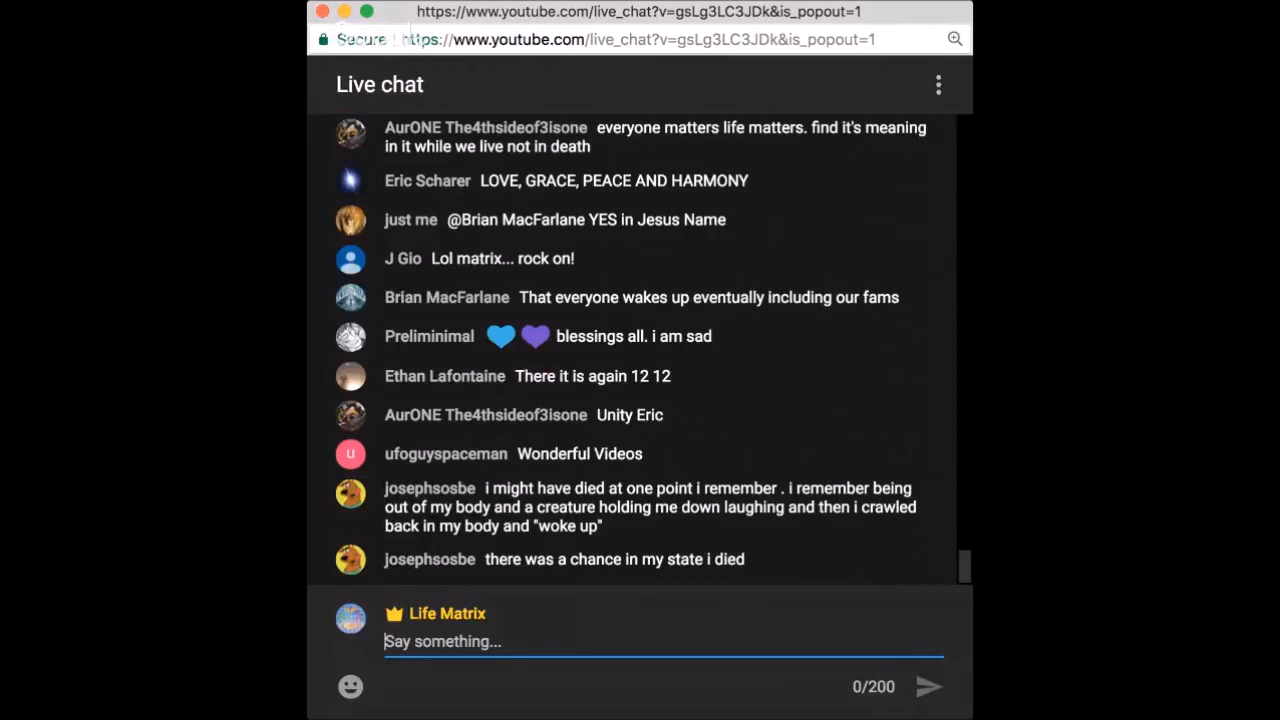 https://www.youtube.com/live_chat?v=gsLg3LC3JDk&is_popout=1
Secure https://www.youtube.com/live_chat?v=gsLg3LC3JDk&is_popout=1
Live chat
AurONE The4thsideof3isone everyone matters life matters. find it's meaning
in it while we live not in death
Eric Scharer LOVE, GRACE, PEACE AND HARMONY
just me @Brian MacFarlane YES in Jesus Name
J Gio Lol matrix... rock on!
Brian MacFarlane That everyone wakes up eventually including our fams
Preliminimal blessings all. i am sad
Ethan Lafontaine There it is again 12 12
AurONE The4thsideof3isone Unity Eric
U ufoguyspaceman Wonderful Videos
josephsosbe i might have died at one point i remember . i remember being
out of my body and a creature holding me down laughing and then i crawled
back in my body and "woke up"
josephsosbe there was a chance in my state i died
Life Matrix
Say something...
0/200